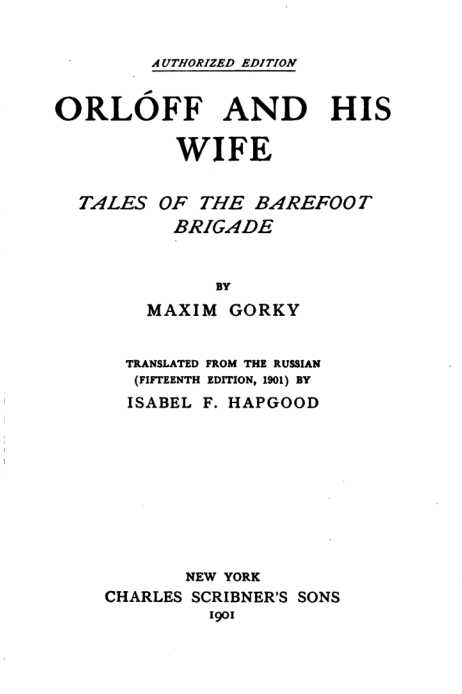 AUTHORIZED EDITION
ORLÓFF AND HIS
WIFE
TALES OF THE BAREFOOT
BRIGADE
BY
MAXIM GORKY
TRANSLATED FROM THE RUSSIAN
(FIFTEENTH EDITION, 1901) BY
ISABEL F. HAPGOOD
NEW YORK
CHARLES SCRIBNER'S SONS
1901